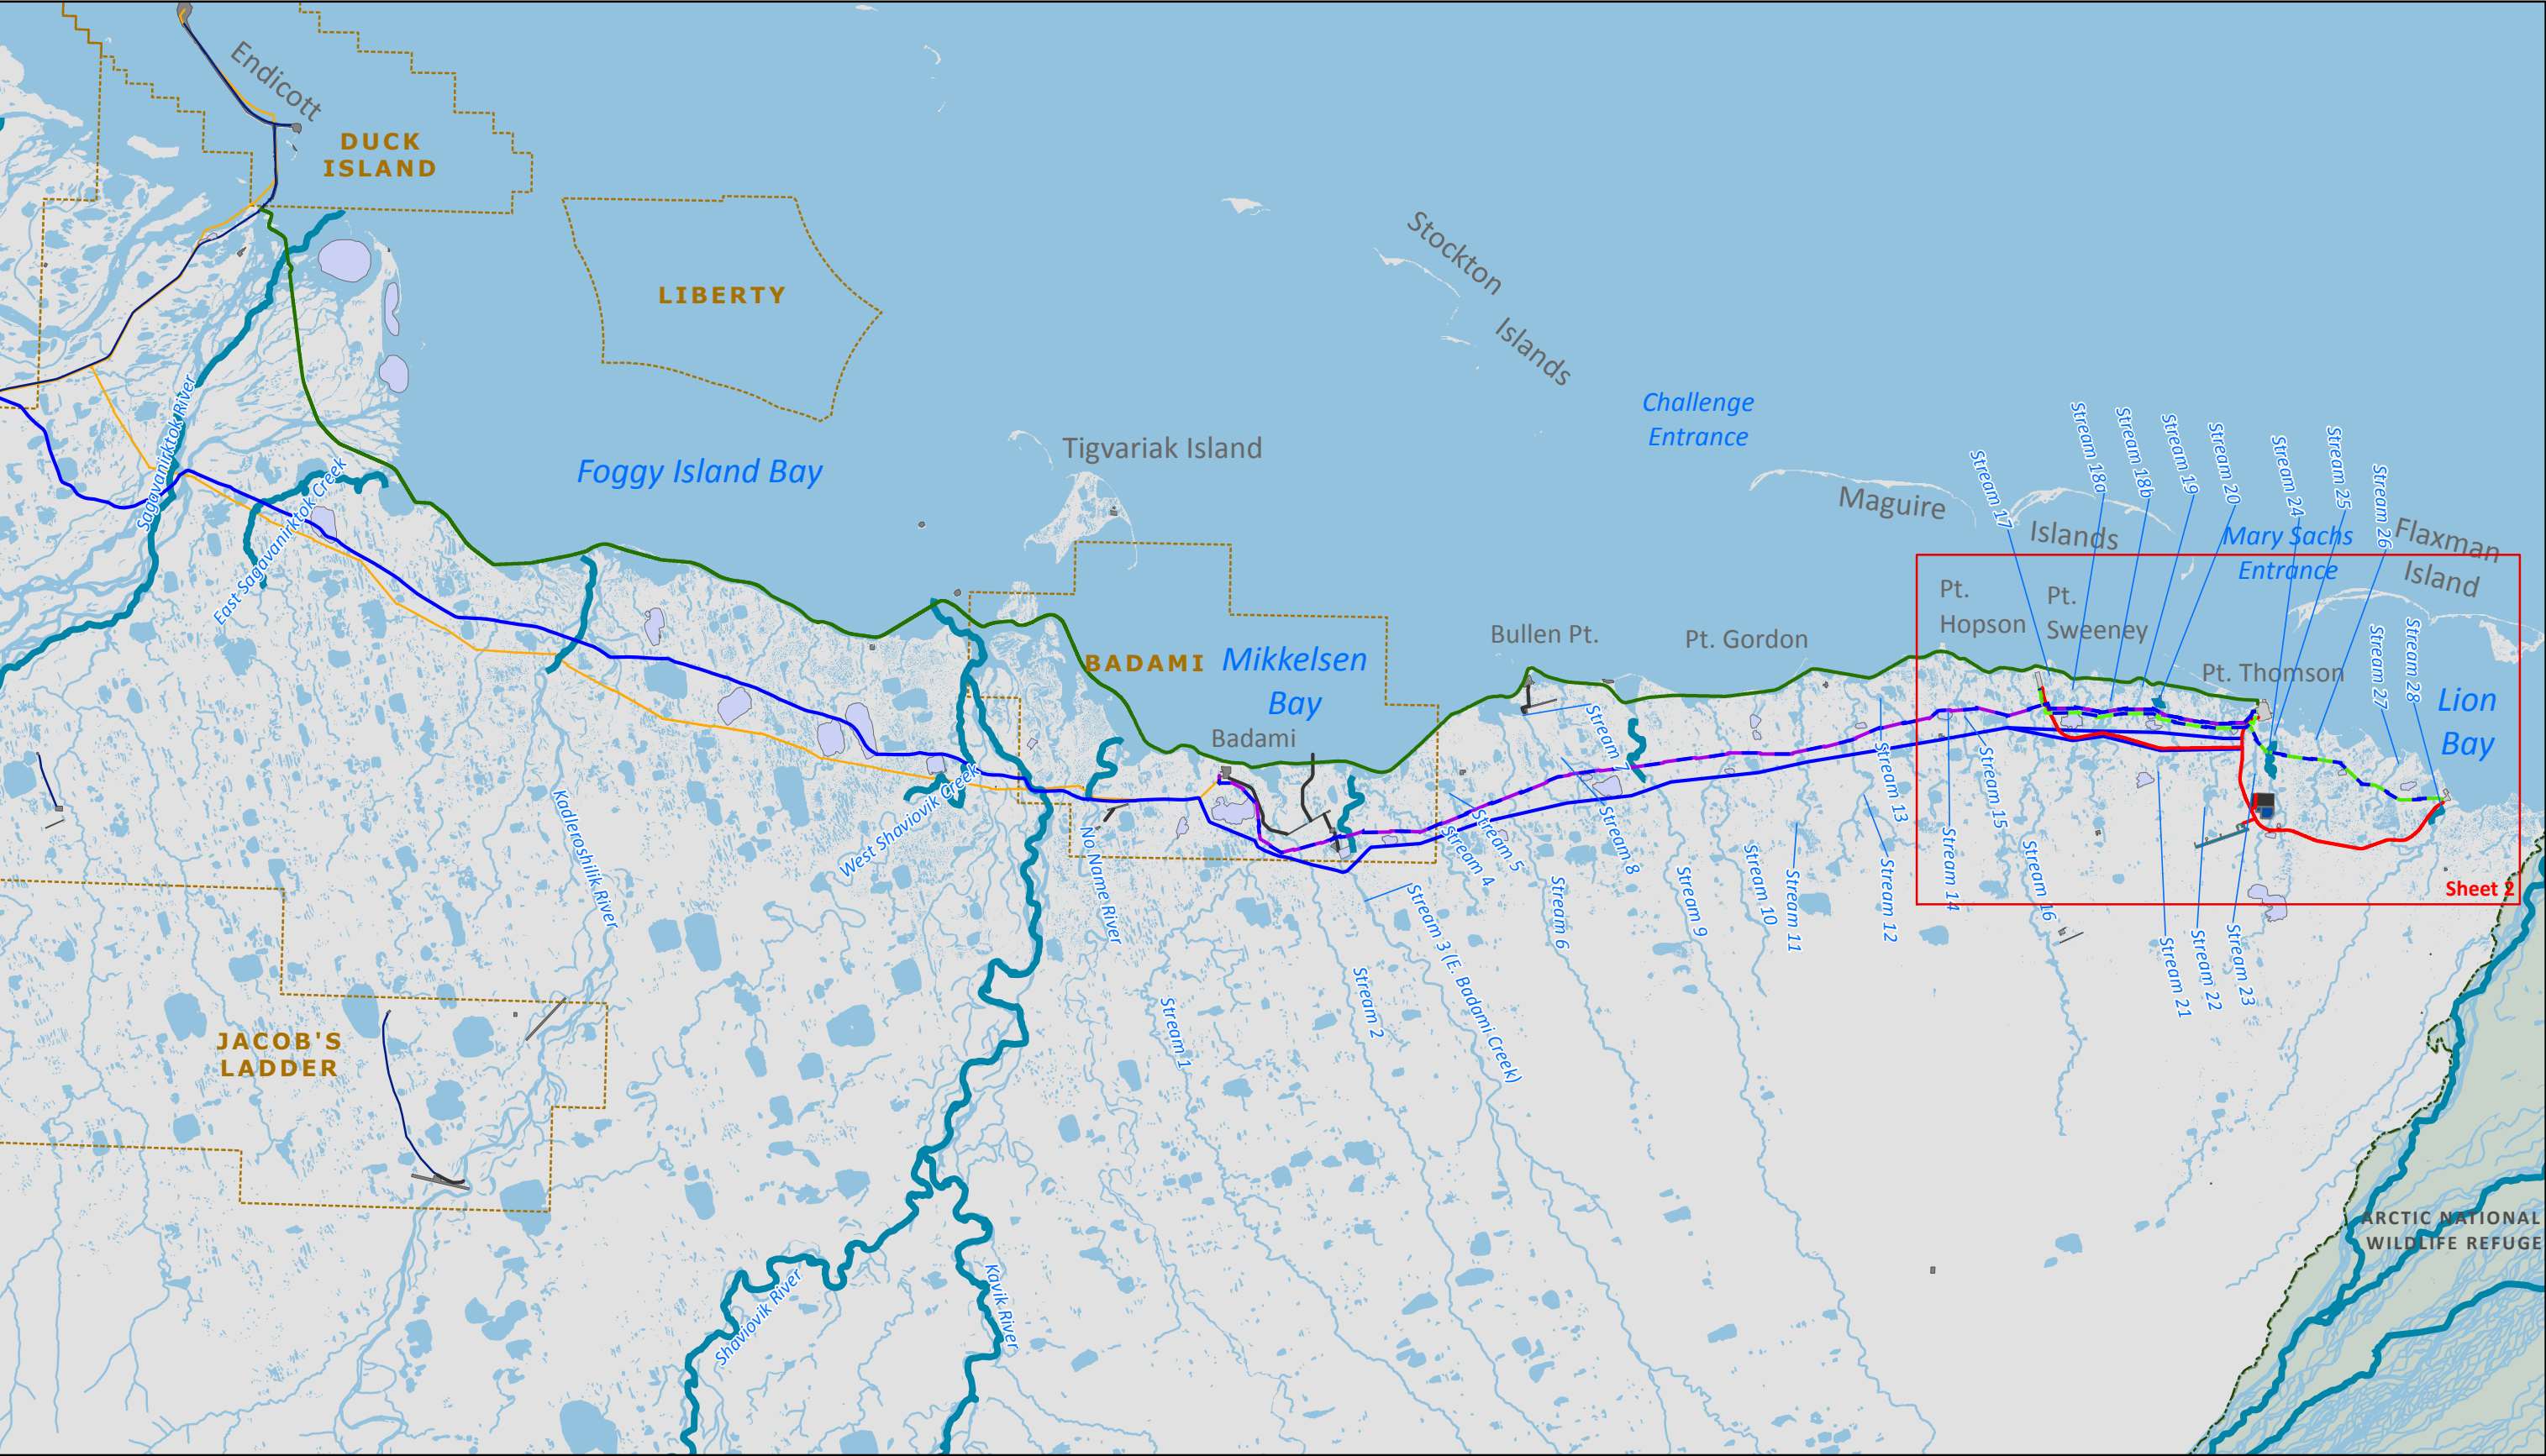 Endicott
DUCK
ISLAND
LIBERTY
Stockton
Islands
Challenge
Entrance
Foggy Island Bay
Tigvariak Island
Maguire
Islands
Mary Sachs
Entrance
Flaxman
Island
Stream 17
Stream 18a
Stream 18b
Stream 19
Stream 20
Stream 24
Stream 25
Stream 26
Sagavanirktok River
East Sagavanirktok Creek
BADAMI
Mikkelsen
Bay
Badami
Bullen Pt.
Pt. Gordon
Pt.
Hopson
Pt.
Sweeney
Pt. Thomson
Stream 27
Stream 28
Lion
Bay
Kadleroshlik River
West Shaviovik Creek
No Name River
Stream 1
Stream 2
Stream 3 (E. Badami Creek)
Stream 4
Stream 5
Stream 6
Stream 7
Stream 8
Stream 9
Stream 10
Stream 11
Stream 12
Stream 13
Stream 14
Stream 15
Stream 16
Stream 21
Stream 22
Stream 23
Sheet 2
JACOB'S
LADDER
Shaviovik River
Kavik River
ARCTIC NATIONAL
WILDLIFE REFUGE